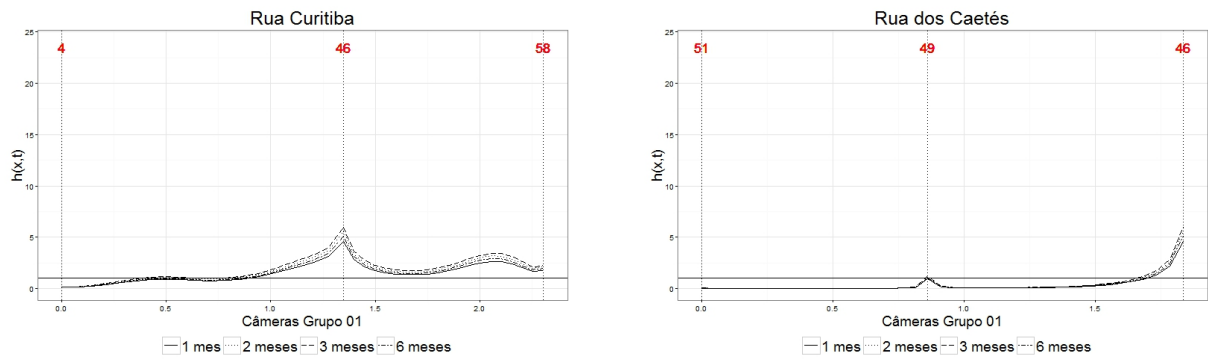 Rua Curitiba
25
20
15
10
5
0
h(x,t)
4 46 58
0.0 0.5 1.0 1.5 2.0
Câmeras Grupo 01
1 mes 2 meses 3 meses 6 meses
Rua dos Caetés
25
20
15
10
5
0
h(x,t)
51 49 46
0.0 0.5 1.0 1.5
Câmeras Grupo 01
1 mes 2 meses 3 meses 6 meses